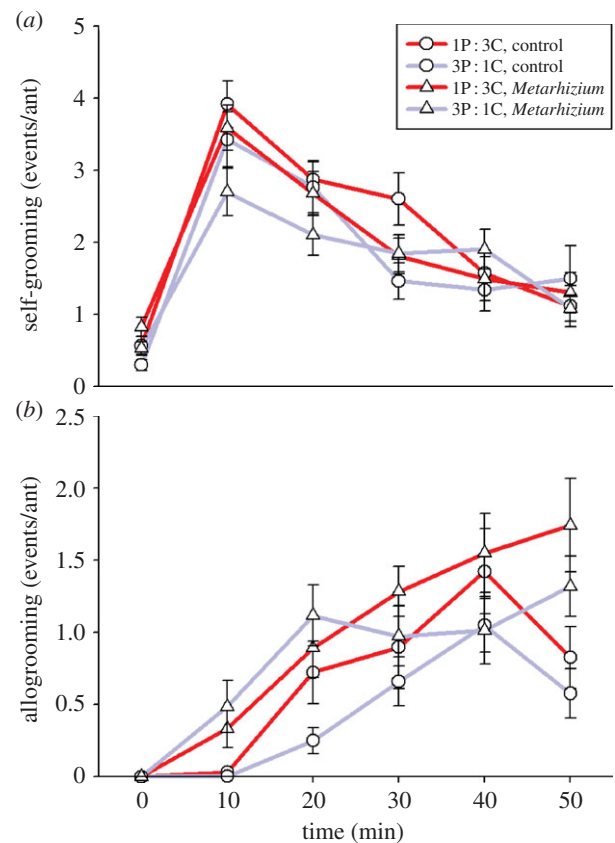 (a)
5
4
3
2
1
0
self-grooming (events/ant)
1P : 3C, control
3P : 1C, control
1P : 3C, Metarhizium
3P : 1C, Metarhizium
(b)
2.5
2.0
1.5
1.0
0.5
0
allogrooming (events/ant)
0 10 20 30 40 50
time (min)